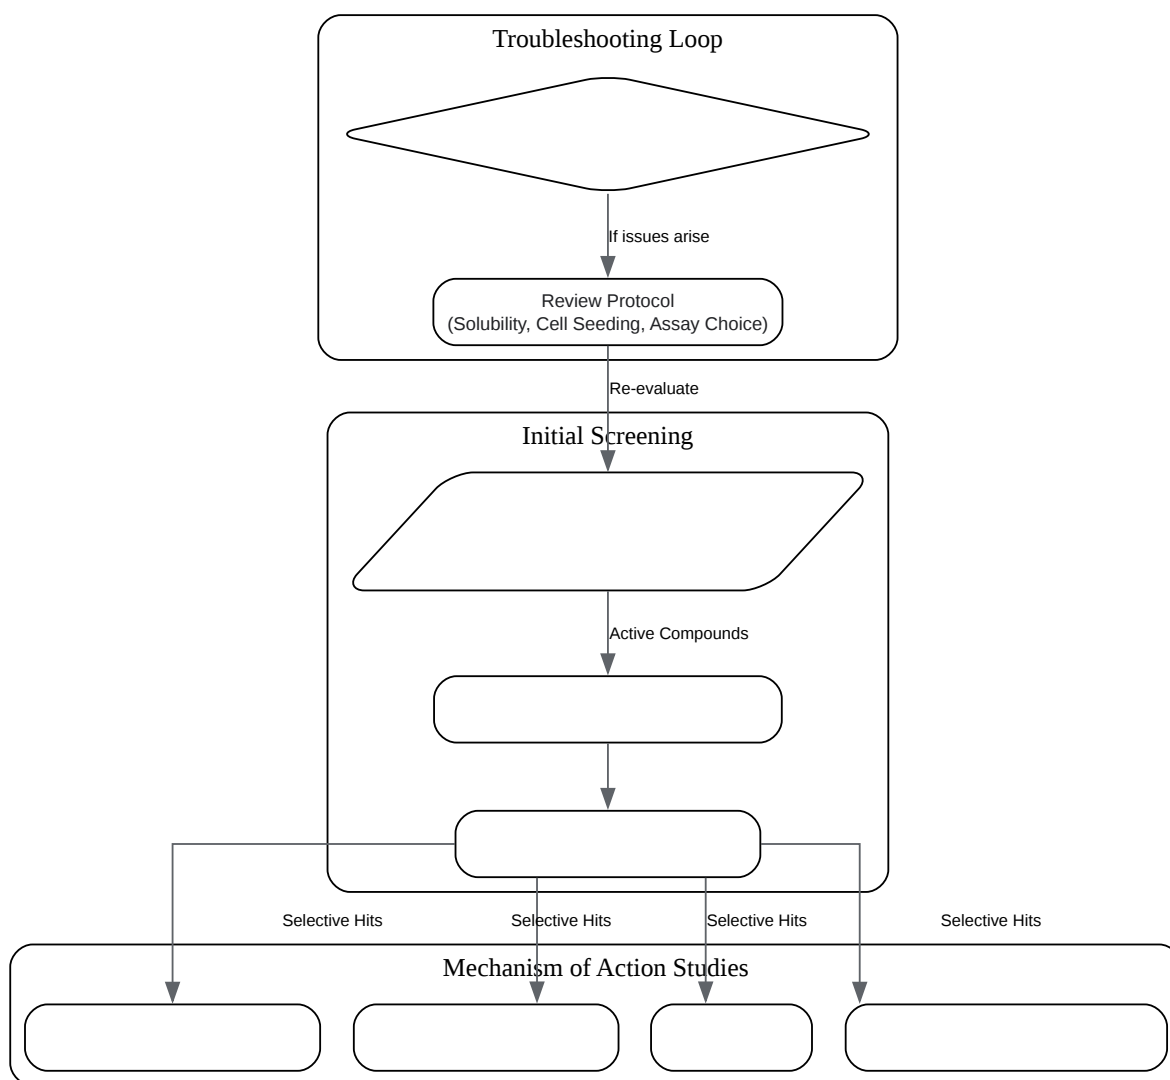 Troubleshooting Loop
If issues arise
Review Protocol
(Solubility, Cell Seeding, Assay Choice)
Re-evaluate
Initial Screening
Active Compounds
Selective Hits
Selective Hits
Selective Hits
Selective Hits
Mechanism of Action Studies